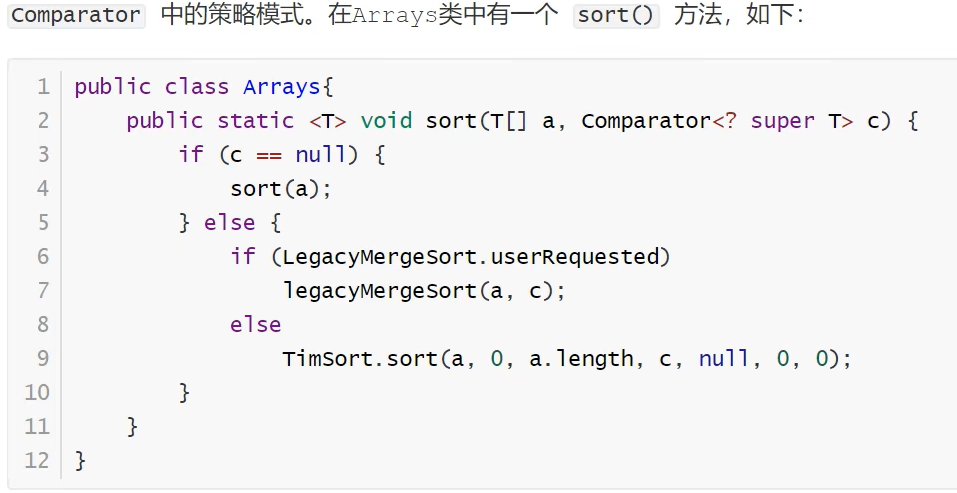 Comparator 中的策略模式。在Arrays类中有一个 sort() 方法，如下：
1 public class Arrays{
2     public static <T> void sort(T[] a, Comparator<? super T> c) {
3         if (c == null) {
4             sort(a);
5         } else {
6             if (LegacyMergeSort.userRequested)
7                 legacyMergeSort(a, c);
8             else
9                 TimSort.sort(a, 0, a.length, c, null, 0, 0);
10         }
11     }
12 }